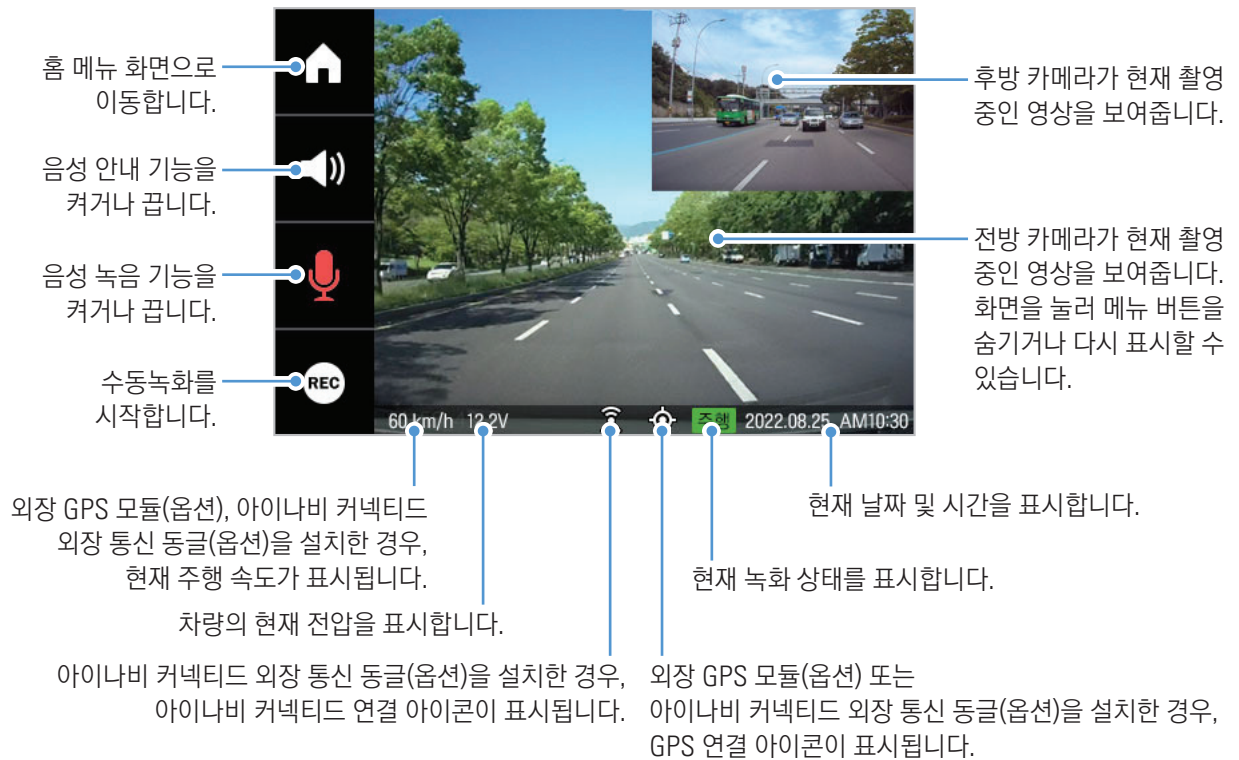 홈 메뉴 화면으로
이동합니다.
음성 안내 기능을
켜거나 끕니다.
음성 녹음 기능을
켜거나 끕니다.
수동녹화를
시작합니다.
REC
후방 카메라가 현재 촬영
중인 영상을 보여줍니다.
전방 카메라가 현재 촬영
중인 영상을 보여줍니다.
화면을 눌러 메뉴 버튼을
숨기거나 다시 표시할 수
있습니다.
60 km/h 12.2V 주행 2022.08.25 AM10:30
외장 GPS 모듈(옵션), 아이나비 커넥티드
외장 통신 동글(옵션)을 설치한 경우,
현재 주행 속도가 표시됩니다.
차량의 현재 전압을 표시합니다.
아이나비 커넥티드 외장 통신 동글(옵션)을 설치한 경우,
아이나비 커넥티드 연결 아이콘이 표시됩니다.
현재 날짜 및 시간을 표시합니다.
현재 녹화 상태를 표시합니다.
외장 GPS 모듈(옵션) 또는
아이나비 커넥티드 외장 통신 동글(옵션)을 설치한 경우,
GPS 연결 아이콘이 표시됩니다.